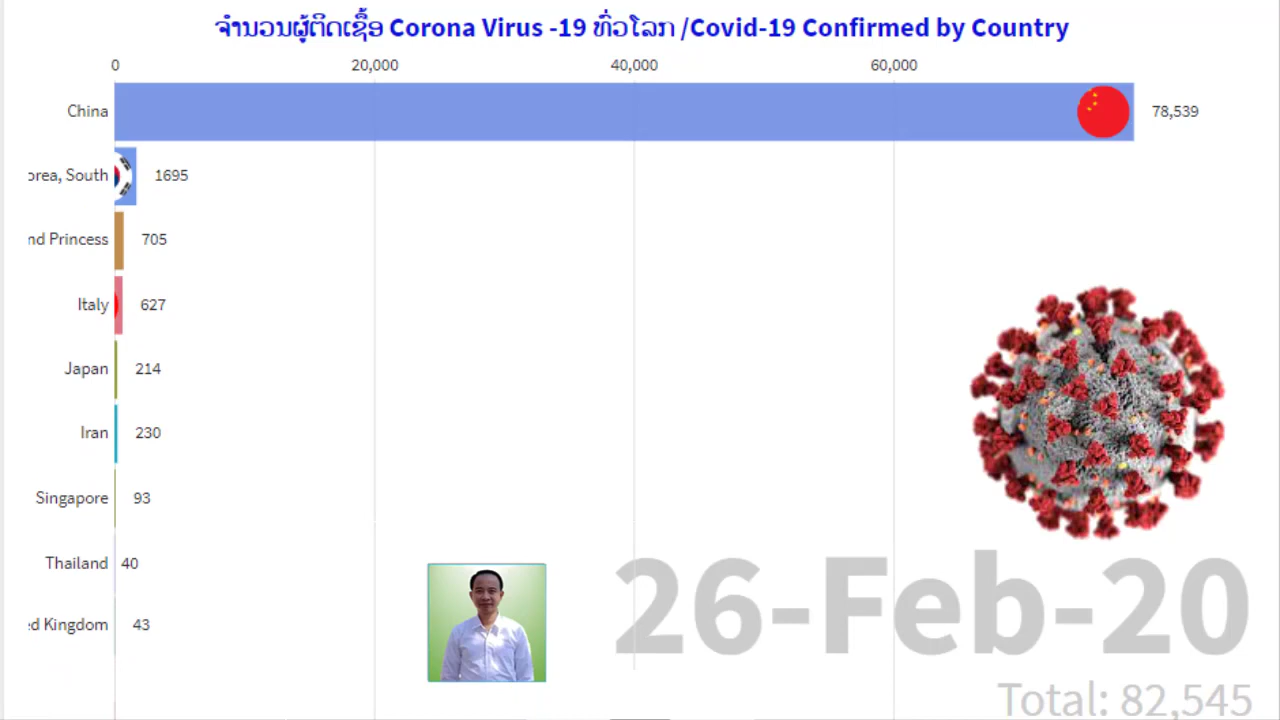 ຈຳນວນຜູ້ຕິດເຊື້ອ Corona Virus -19 ທົ່ວໂລກ /Covid-19 Confirmed by Country
0 20,000 40,000 60,000
China 78,539
orea, South 1695
nd Princess 705
Italy 627
Japan 214
Iran 230
Singapore 93
Thailand 40
ed Kingdom 43
26-Feb-20
Total: 82,545